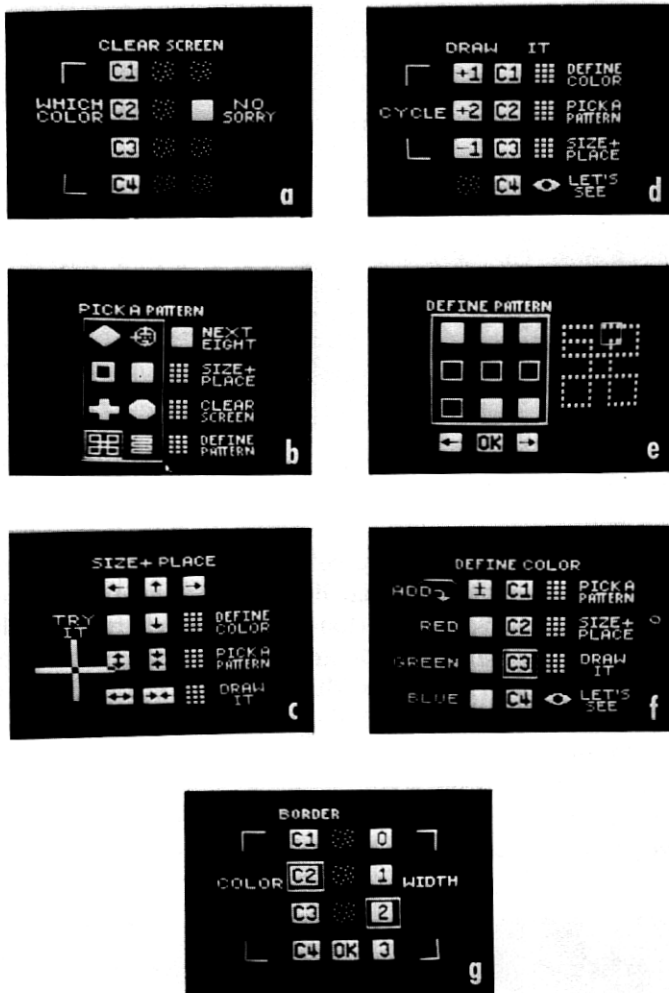 CLEAR SCREEN
C1
WHICH COLOR C2 NO SORRY
C3
C4
a
DRAW IT
+1 C1 DEFINE COLOR
CYCLE +2 C2 PICK A PATTERN
-1 C3 SIZE+ PLACE
C4 LET'S SEE
d
PICK A PATTERN
NEXT EIGHT
SIZE+ PLACE
CLEAR SCREEN
DEFINE PATTERN
b
DEFINE PATTERN
← OK →
e
SIZE+ PLACE
← ↑ →
TRY IT ↓ DEFINE COLOR
PICK A PATTERN
DRAW IT
c
DEFINE COLOR
ADD ± C1 PICK A PATTERN
RED C2 SIZE+ PLACE
GREEN C3 DRAW IT
BLUE C4 LET'S SEE
f
BORDER
C1 0
COLOR C2 1 WIDTH
C3 2
C4 OK 3
g